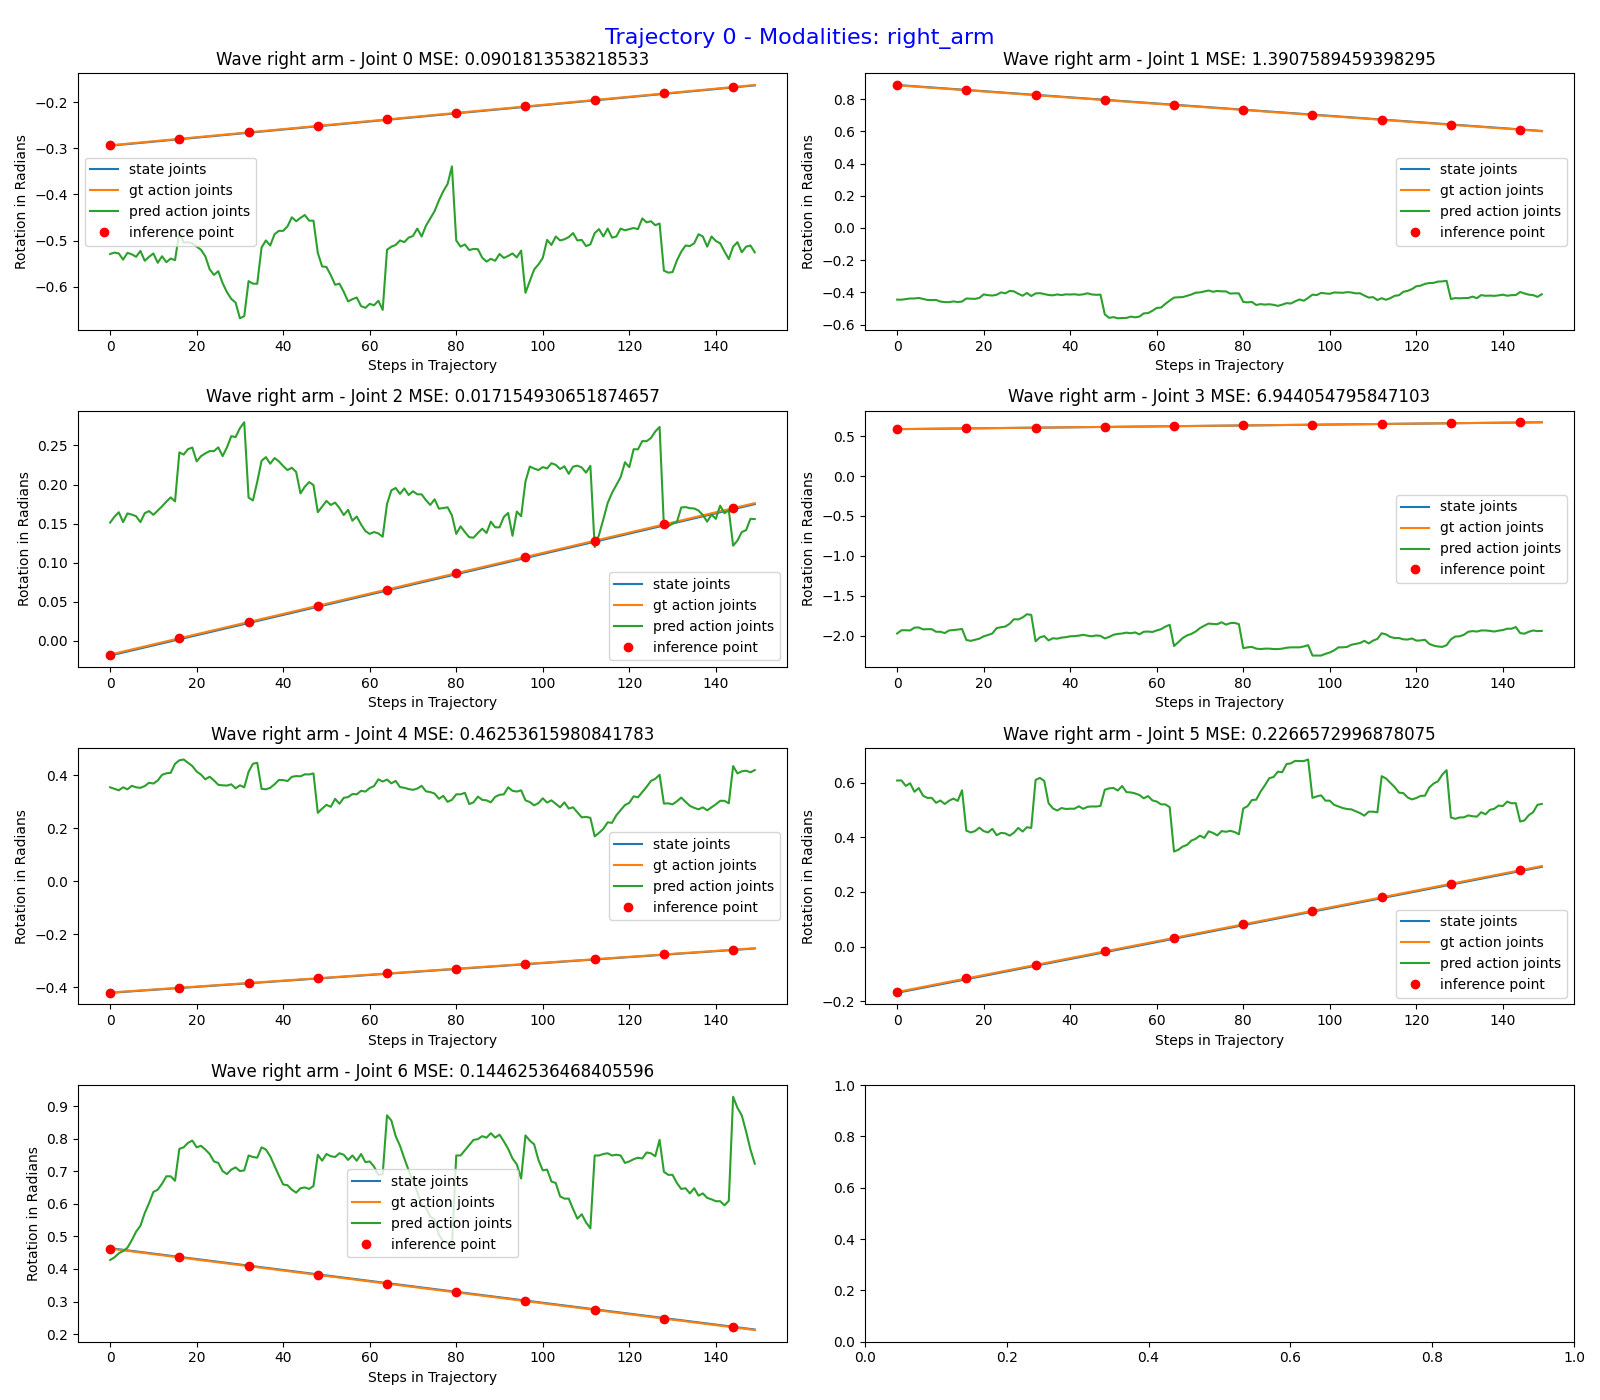 Trajectory 0 - Modalities: right_arm
Wave right arm - Joint 0 MSE: 0.0901813538218533
−0.2
−0.3
−0.4
−0.5
−0.6
Rotation in Radians
state joints
gt action joints
pred action joints
inference point
0 20 40 60 80 100 120 140
Steps in Trajectory
Wave right arm - Joint 1 MSE: 1.3907589459398295
0.8
0.6
0.4
0.2
0.0
−0.2
−0.4
−0.6
Rotation in Radians
state joints
gt action joints
pred action joints
inference point
0 20 40 60 80 100 120 140
Steps in Trajectory
Wave right arm - Joint 2 MSE: 0.017154930651874657
0.25
0.20
0.15
0.10
0.05
0.00
Rotation in Radians
state joints
gt action joints
pred action joints
inference point
0 20 40 60 80 100 120 140
Steps in Trajectory
Wave right arm - Joint 3 MSE: 6.944054795847103
0.5
0.0
−0.5
−1.0
−1.5
−2.0
Rotation in Radians
state joints
gt action joints
pred action joints
inference point
0 20 40 60 80 100 120 140
Steps in Trajectory
Wave right arm - Joint 4 MSE: 0.46253615980841783
0.4
0.2
0.0
−0.2
−0.4
Rotation in Radians
state joints
gt action joints
pred action joints
inference point
0 20 40 60 80 100 120 140
Steps in Trajectory
Wave right arm - Joint 5 MSE: 0.2266572996878075
0.6
0.4
0.2
0.0
−0.2
Rotation in Radians
state joints
gt action joints
pred action joints
inference point
0 20 40 60 80 100 120 140
Steps in Trajectory
Wave right arm - Joint 6 MSE: 0.14462536468405596
0.9
0.8
0.7
0.6
0.5
0.4
0.3
0.2
Rotation in Radians
state joints
gt action joints
pred action joints
inference point
0 20 40 60 80 100 120 140
Steps in Trajectory
1.0
0.8
0.6
0.4
0.2
0.0
0.0 0.2 0.4 0.6 0.8 1.0